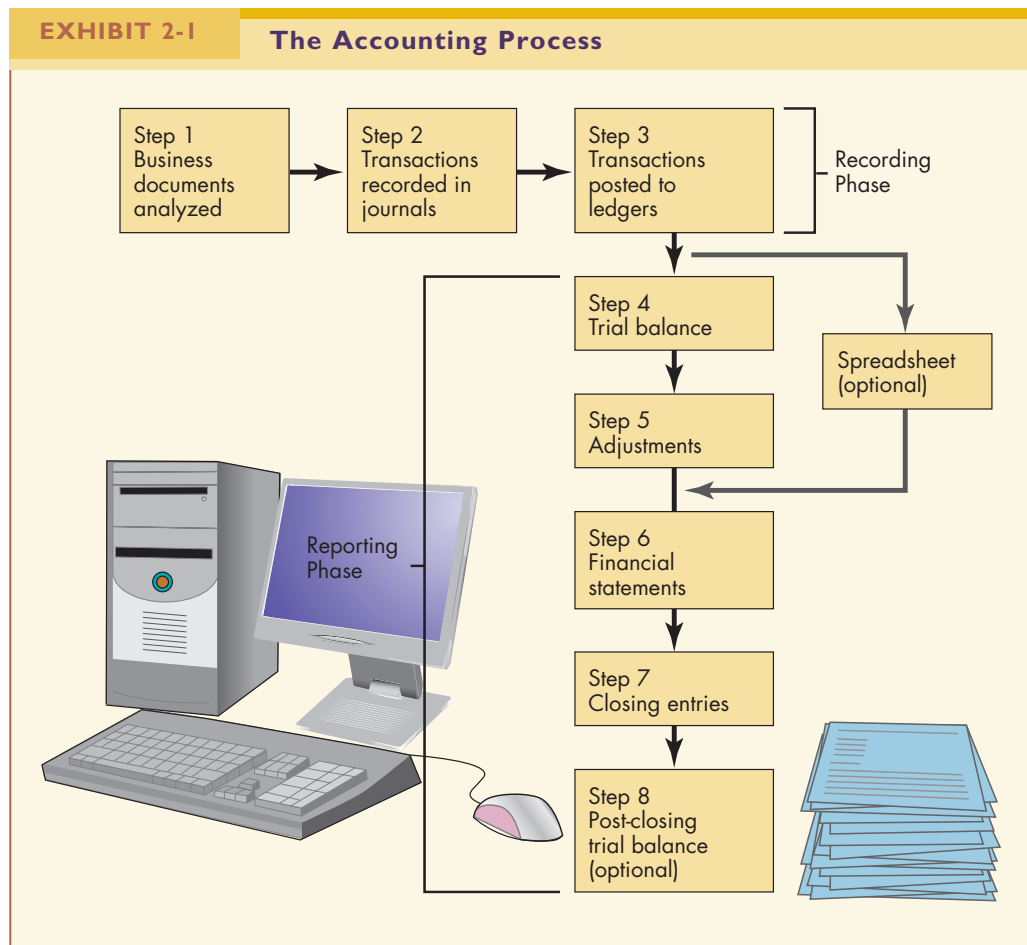 EXHIBIT 2-1
The Accounting Process
Step 1
Business
documents
analyzed
Step 2
Transactions
recorded in
journals
Step 3
Transactions
posted to
ledgers
Recording
Phase
Step 4
Trial balance
Spreadsheet
(optional)
Step 5
Adjustments
Reporting
Phase
Step 6
Financial
statements
Step 7
Closing entries
Step 8
Post-closing
trial balance
(optional)